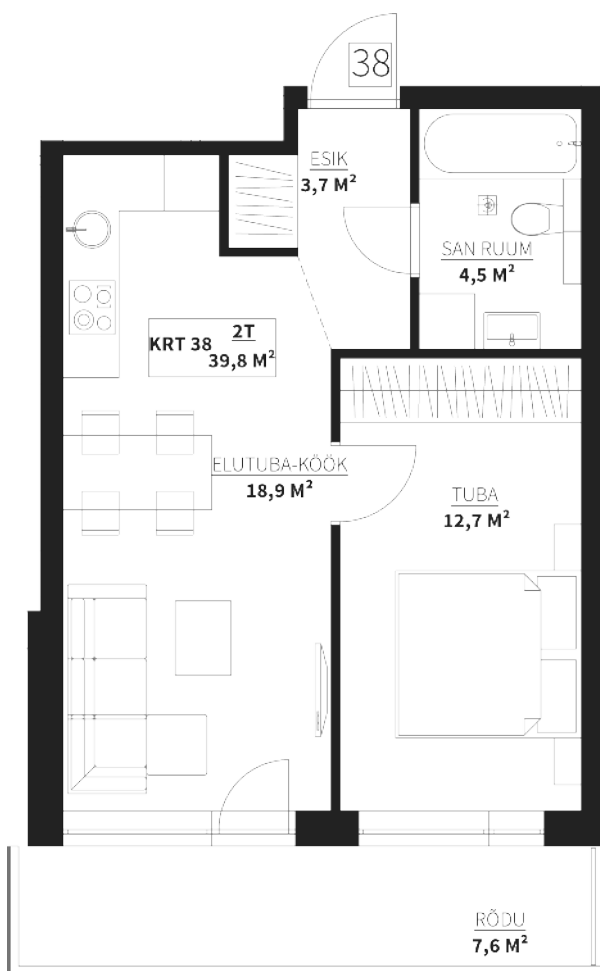 38
ESIK
3,7 M²
SAN RUUM
4,5 M²
KRT 38
2T
39,8 M²
ELUTUBA-KÖÖK
18,9 M²
TUBA
12,7 M²
RÕDU
7,6 M²